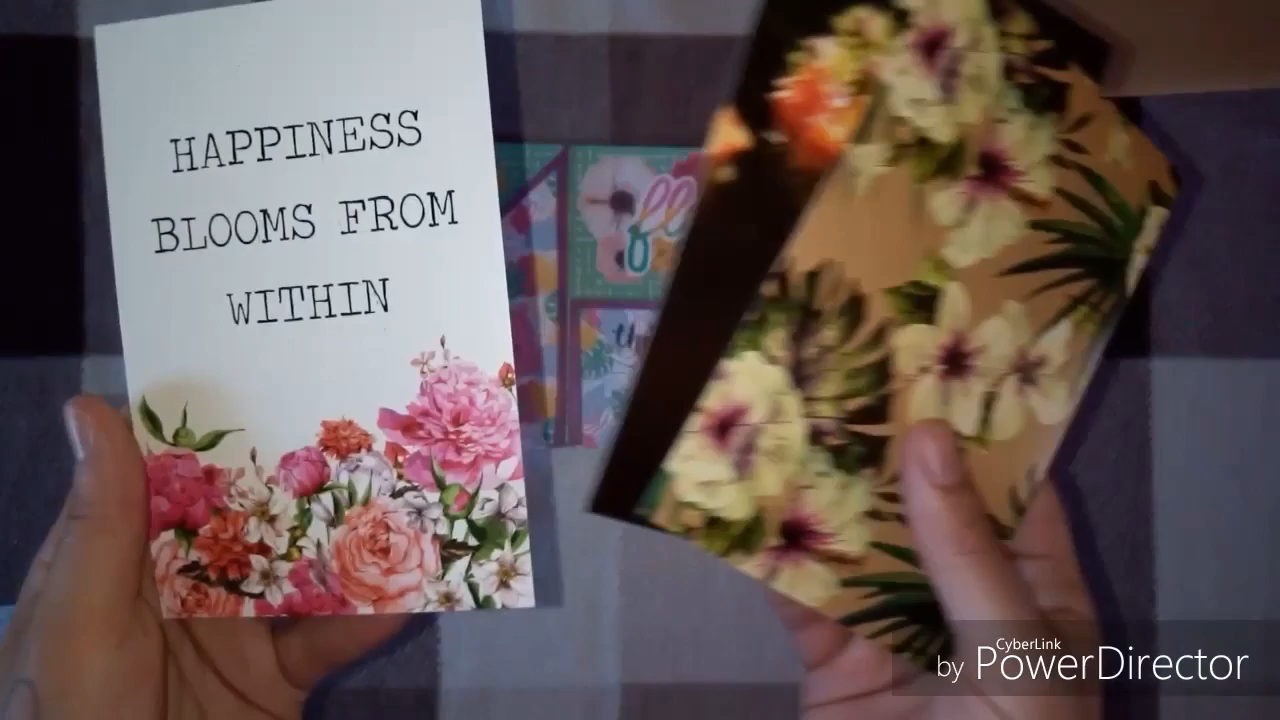 HAPPINESS
BLOOMS FROM
WITHIN
CyberLink
by PowerDirector